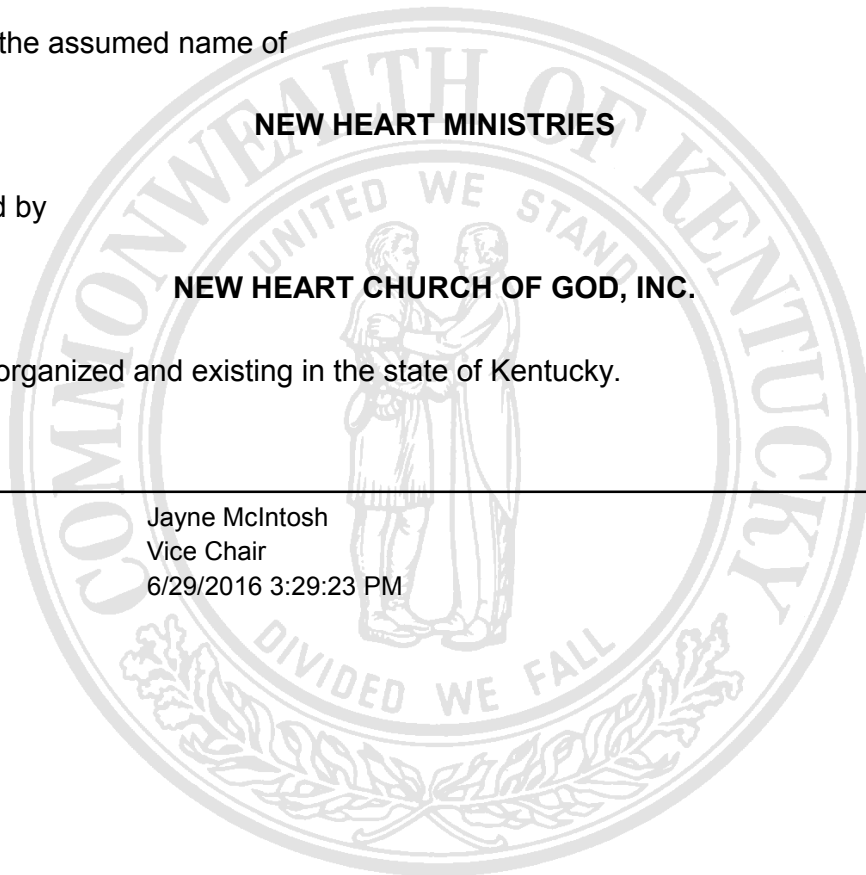 the assumed name of
NEW HEART MINISTRIES
d by
NEW HEART CHURCH OF GOD, INC.
organized and existing in the state of Kentucky.
Jayne McIntosh
Vice Chair
6/29/2016 3:29:23 PM
COMMONWEALTH OF KENTUCKY
UNITED WE STAND
DIVIDED WE FALL